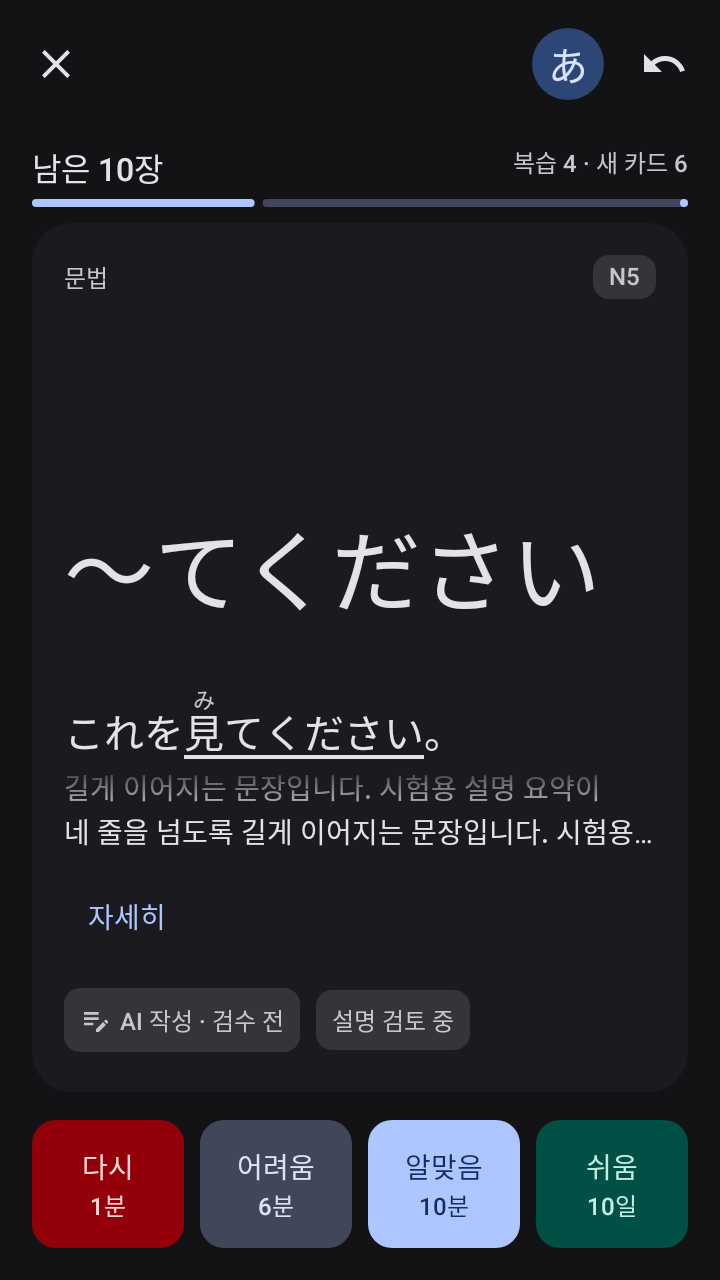 あ
남은 10장
복습 4 · 새 카드 6
문법
N5
～てください
み
これを見てください。
길게 이어지는 문장입니다. 시험용 설명 요약이
네 줄을 넘도록 길게 이어지는 문장입니다. 시험용…
자세히
AI 작성 · 검수 전
설명 검토 중
다시
1분
어려움
6분
알맞음
10분
쉬움
10일